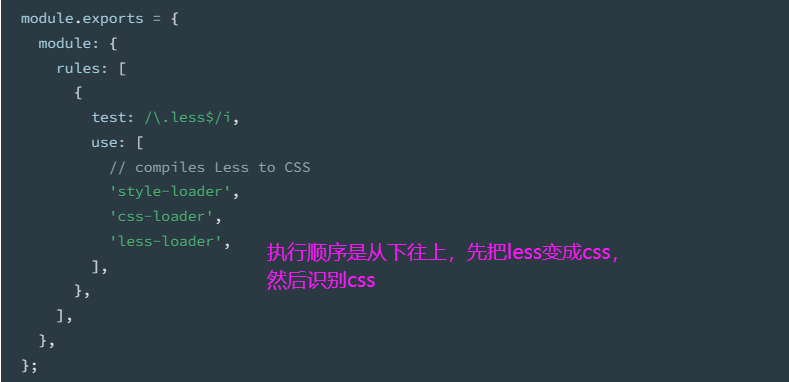 module.exports = {
  module: {
    rules: [
      {
        test: /\.less$/i,
        use: [
          // compiles Less to CSS
          'style-loader',
          'css-loader',
          'less-loader',
执行顺序是从下往上，先把less变成css，
然后识别css
        ],
      },
    ],
  },
};